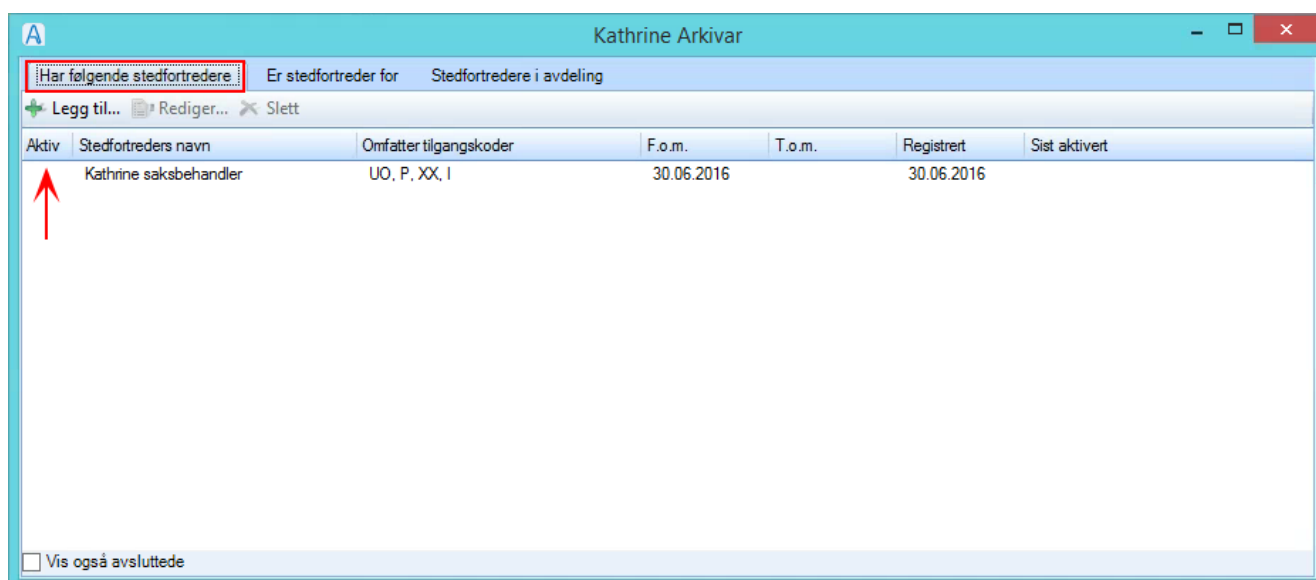 Kathrine Arkivar
Har følgende stedfortredere Er stedfortreder for Stedfortredere i avdeling
Legg til... Rediger... Slett
Aktiv Stedfortreders navn Omfatter tilgangskoder F.o.m. T.o.m. Registrert Sist aktivert
Kathrine saksbehandler UO, P, XX, I 30.06.2016 30.06.2016
Vis også avsluttede